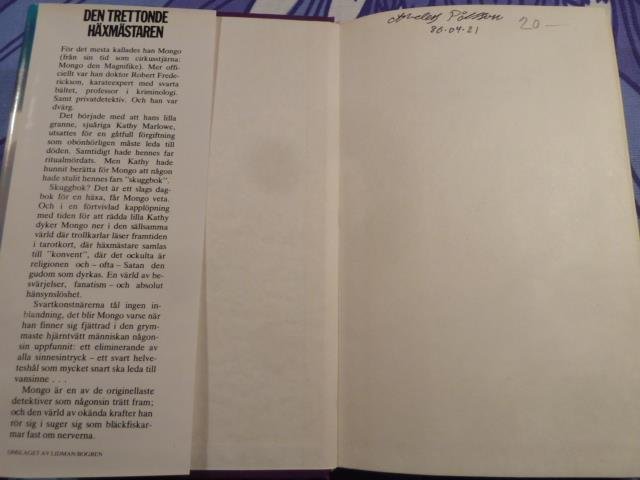 DEN TRETTONDE
HÄXMÄSTAREN
För det mesta kallades han Mongo
(från sin tid som cirkusstjärna:
Mongo den Magnifike). Mer offi-
ciellt var han doktor Robert Frede-
rickson, karateexpert med svarta
bältet, professor i kriminologi.
Samt privatdetektiv. Och han var
dvärg.
Det började med att hans lilla
granne, sjuåriga Kathy Marlowe,
utsattes för en gåtfull förgiftning
som obönhörligen måste leda till
döden. Samtidigt hade hennes far
ritualmördats. Men Kathy hade
hunnit berätta för Mongo att någon
hade stulit hennes fars "skuggbok".
Skuggbok? Det är ett slags dag-
bok för en häxa, får Mongo veta.
Och i en förtvivlad kapplöpning
med tiden för att rädda lilla Kathy
dyker Mongo ner i den sällsamma
värld där trollkarlar läser framtiden
i tarotkort, där häxmästare samlas
till "konvent", där det ockulta är
religionen och – ofta – Satan den
gudom som dyrkas. En värld av be-
svärjelser, fanatism – och absolut
hänsynslöshet.
Svartkonstnärerna tål ingen in-
blandning, det blir Mongo varse när
han finner sig fjättrad i den grym-
maste hjärntvätt människan någon-
sin uppfunnit: ett eliminerande av
alla sinnesintryck – ett svart helve-
teshål som mycket snart ska leda till
vansinne . . .
Mongo är en av de originellaste
detektiver som någonsin trätt fram;
och den värld av okända krafter han
rör sig i suger sig som bläckfiskar-
mar fast om nerverna.
OMSLAGET AV LIDMAN/BOGREN
86-04-21
20 —